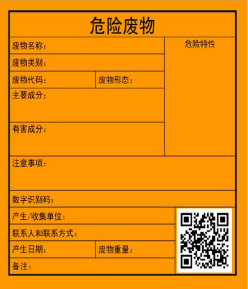 危险废物
废物名称：
危险特性
废物类别：
废物代码：
废物形态：
主要成分：
有害成分：
注意事项：
数字识别码：
产生/收集单位：
联系人和联系方式：
产生日期：
废物重量：
备注：